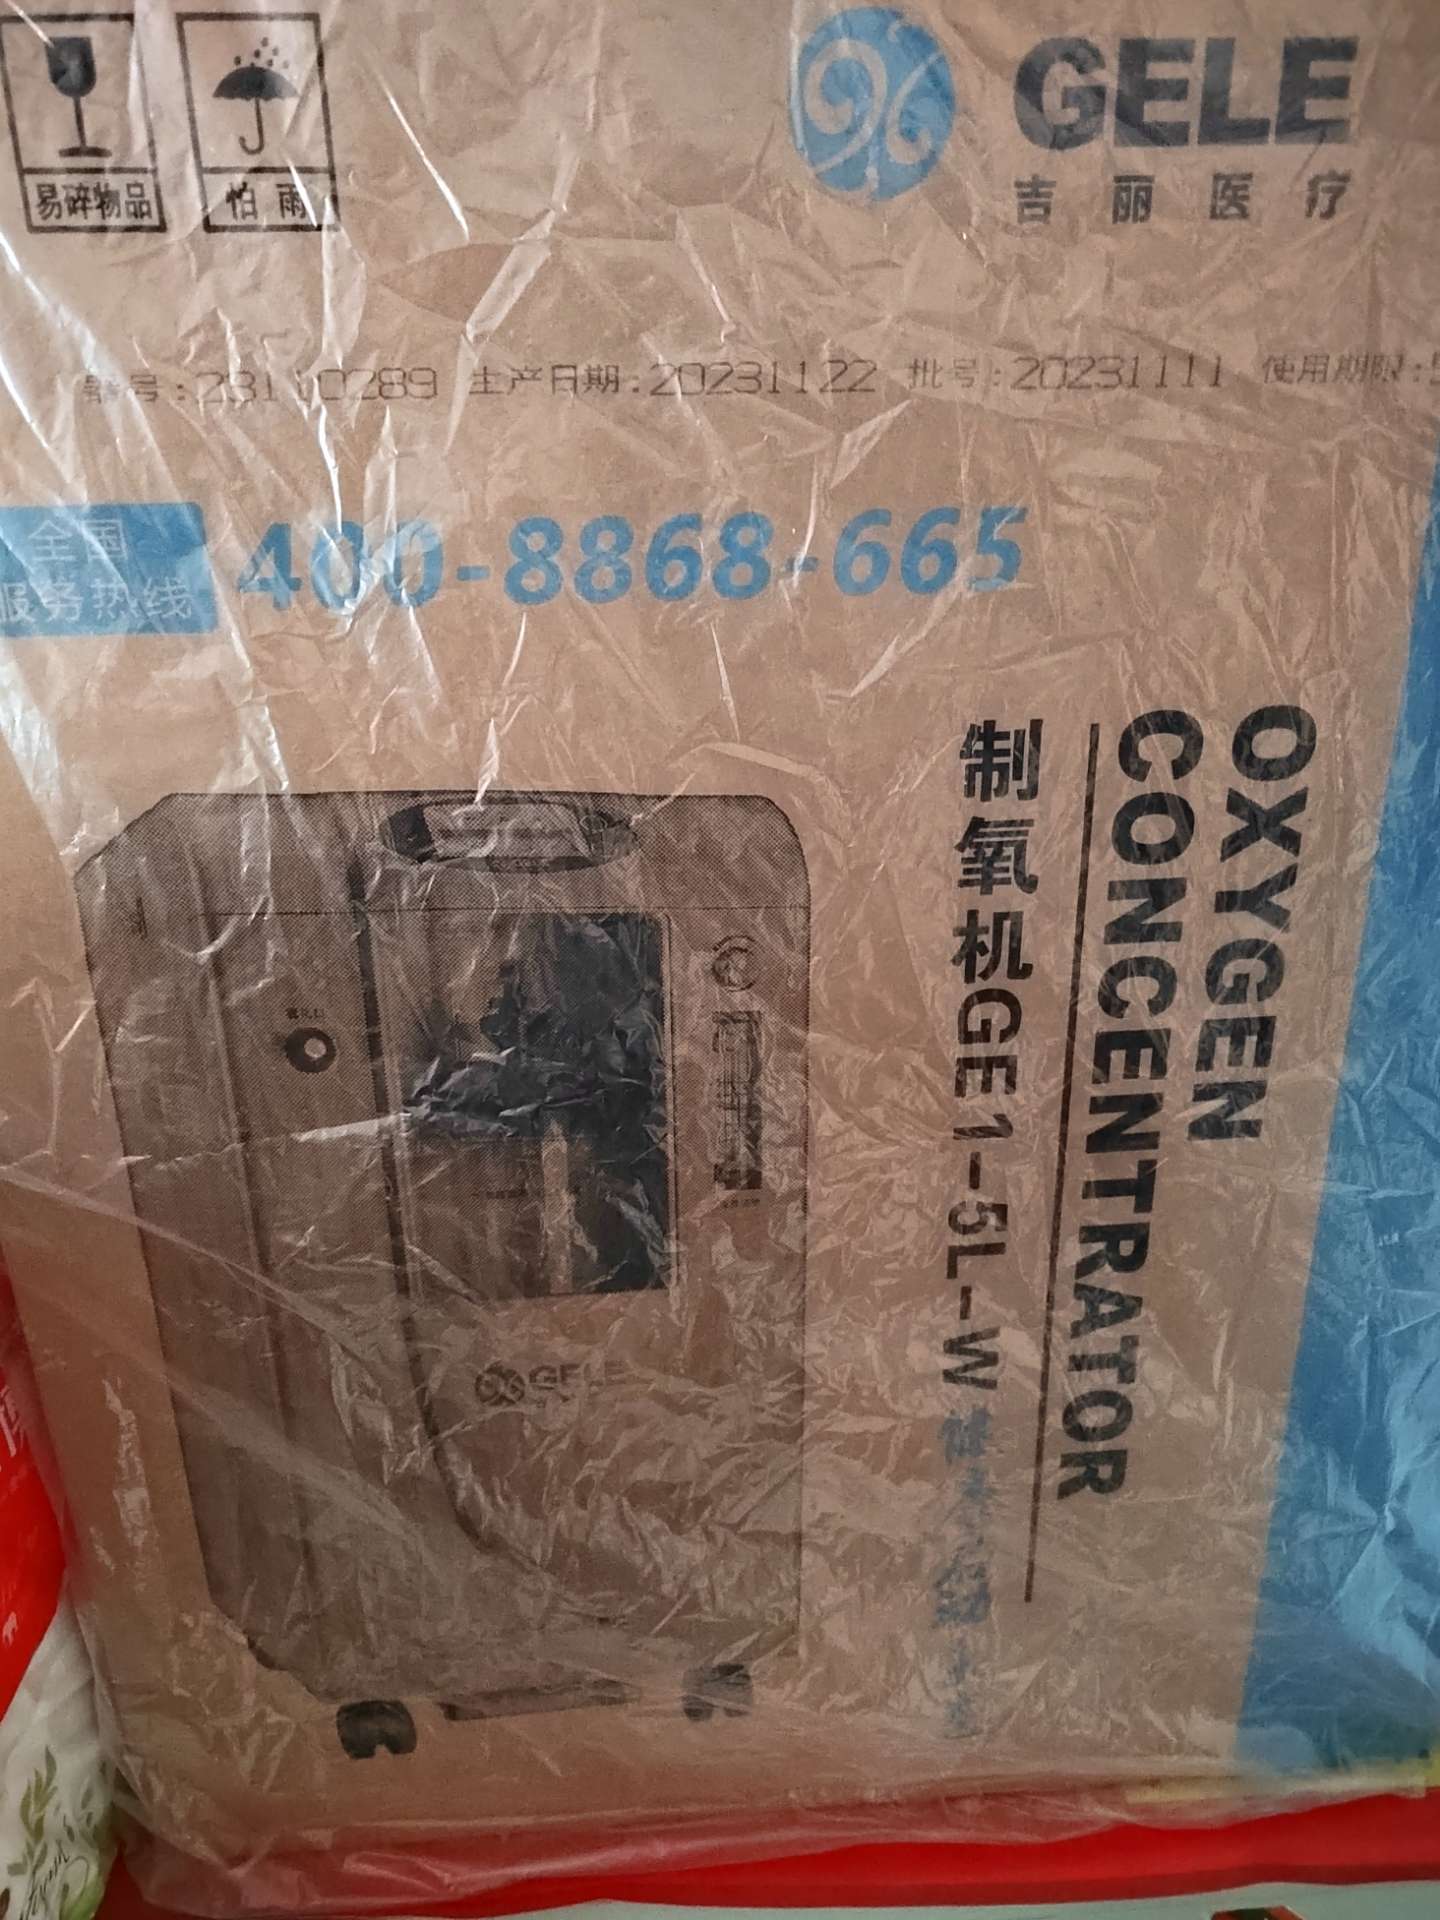 易碎物品
怕雨
GELE
吉丽医疗
生产日期:20231122 批号:20231111 使用期限:
全国
服务热线
400-8868-665
OXYGEN
CONCENTRATOR
制氧机GE1-5L-W
GELE